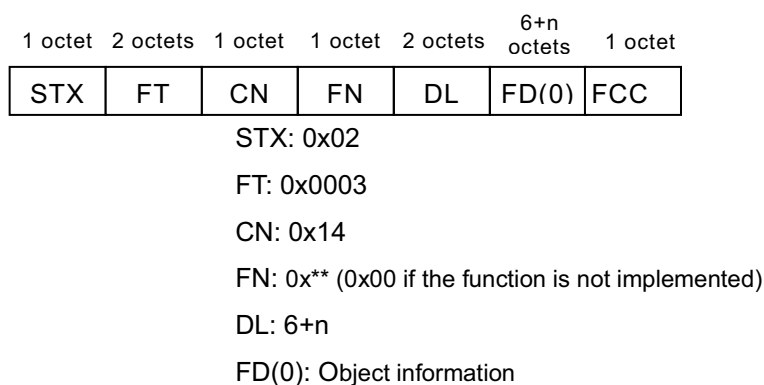 6+n
1 octet 2 octets 1 octet 1 octet 2 octets octets 1 octet
STX FT CN FN DL FD(0) FCC
STX: 0x02
FT: 0x0003
CN: 0x14
FN: 0x** (0x00 if the function is not implemented)
DL: 6+n
FD(0): Object information